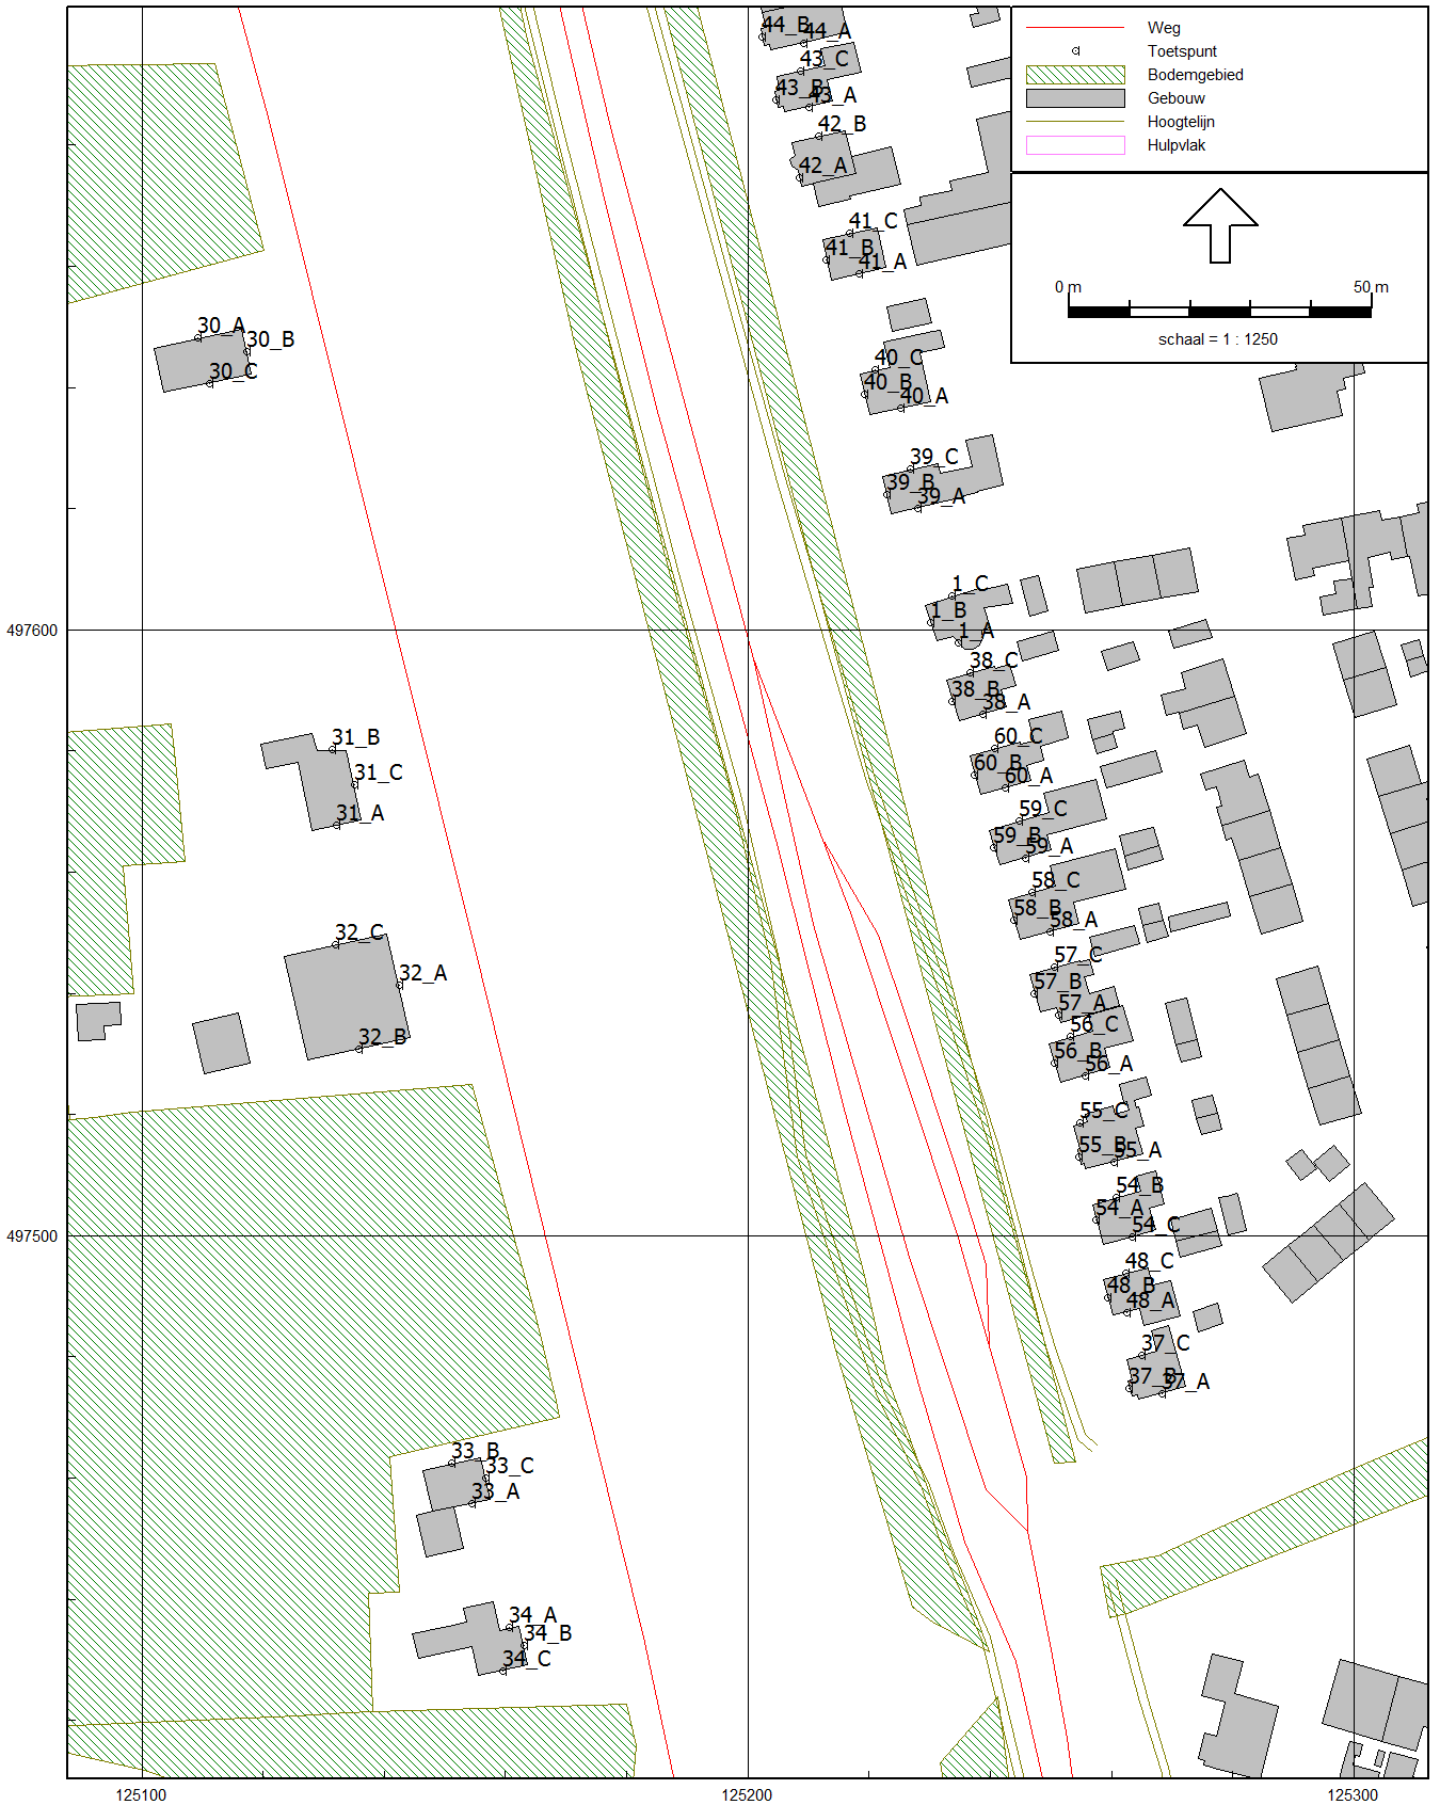 44_B
44_A
43_C
43_B
43_A
42_B
42_A
41_C
41_B
41_A
Weg
Toetspunt
Bodemgebied
Gebouw
Hoogtelijn
Hulpvlak
0 m
50 m
schaal = 1 : 1250
30_A
30_B
30_C
40_C
40_B
40_A
39_C
39_B
39_A
1_C
1_B
1_A
497600
38_C
38_B
38_A
31_B
31_C
31_A
60_C
60_B
60_A
59_C
59_B
59_A
58_C
58_B
58_A
32_C
32_A
32_B
57_C
57_B
57_A
56_C
56_B
56_A
55_C
55_B
55_A
54_B
54_A
54_C
497500
48_C
48_B
48_A
37_C
37_B
37_A
33_B
33_C
33_A
34_A
34_B
34_C
125100
125200
125300